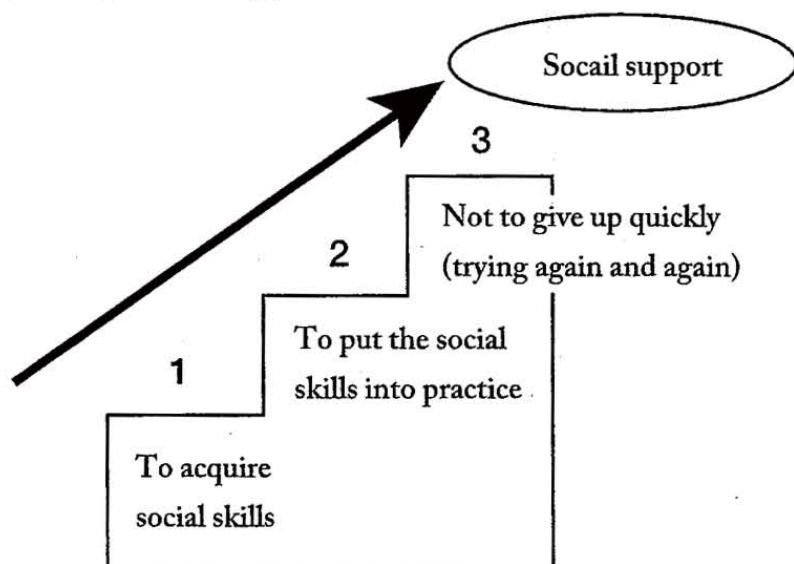 Socail support
3
Not to give up quickly
(trying again and again)
2
To put the social
skills into practice
1
To acquire
social skills